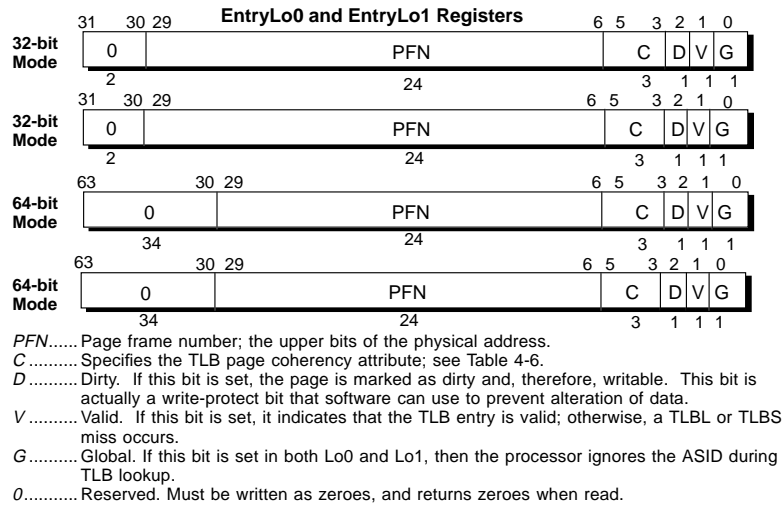 EntryLo0 and EntryLo1 Registers
31 30 29 6 5 3 2 1 0
32-bit Mode
0 PFN C D V G
2 24 3 1 1 1
31 30 29 6 5 3 2 1 0
32-bit Mode
0 PFN C D V G
2 24 3 1 1 1
63 30 29 6 5 3 2 1 0
64-bit Mode
0 PFN C D V G
34 24 3 1 1 1
63 30 29 6 5 3 2 1 0
64-bit Mode
0 PFN C D V G
34 24 3 1 1 1
PFN...... Page frame number; the upper bits of the physical address.
C .......... Specifies the TLB page coherency attribute; see Table 4-6.
D .......... Dirty. If this bit is set, the page is marked as dirty and, therefore, writable. This bit is
actually a write-protect bit that software can use to prevent alteration of data.
V .......... Valid. If this bit is set, it indicates that the TLB entry is valid; otherwise, a TLBL or TLBS
miss occurs.
G .......... Global. If this bit is set in both Lo0 and Lo1, then the processor ignores the ASID during
TLB lookup.
0........... Reserved. Must be written as zeroes, and returns zeroes when read.